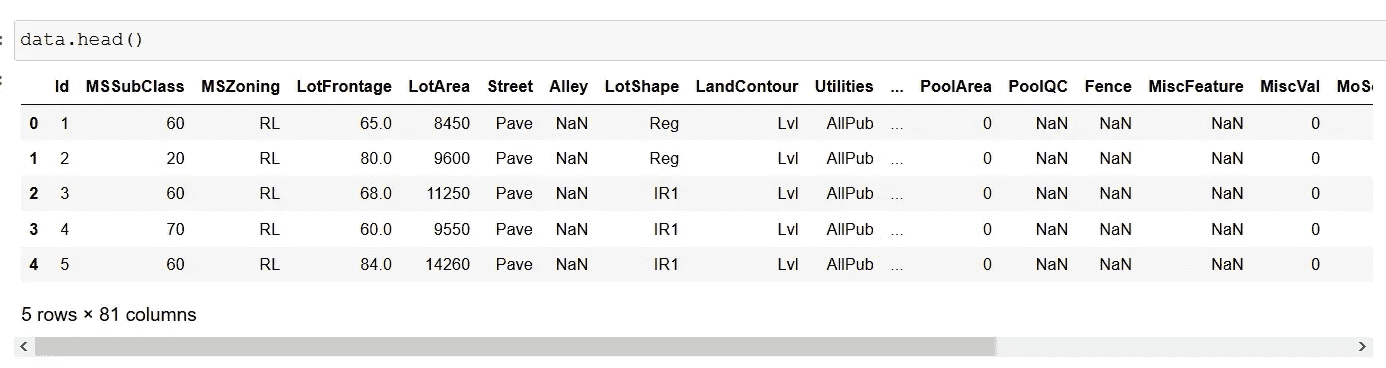 data.head()
Id MSSubClass MSZoning LotFrontage LotArea Street Alley LotShape LandContour Utilities ... PoolArea PoolQC Fence MiscFeature MiscVal
0 1 60 RL 65.0 8450 Pave NaN Reg Lvl AllPub ... 0 NaN NaN NaN 0
1 2 20 RL 80.0 9600 Pave NaN Reg Lvl AllPub ... 0 NaN NaN NaN 0
2 3 60 RL 68.0 11250 Pave NaN IR1 Lvl AllPub ... 0 NaN NaN NaN 0
3 4 70 RL 60.0 9550 Pave NaN IR1 Lvl AllPub ... 0 NaN NaN NaN 0
4 5 60 RL 84.0 14260 Pave NaN IR1 Lvl AllPub ... 0 NaN NaN NaN 0
5 rows × 81 columns